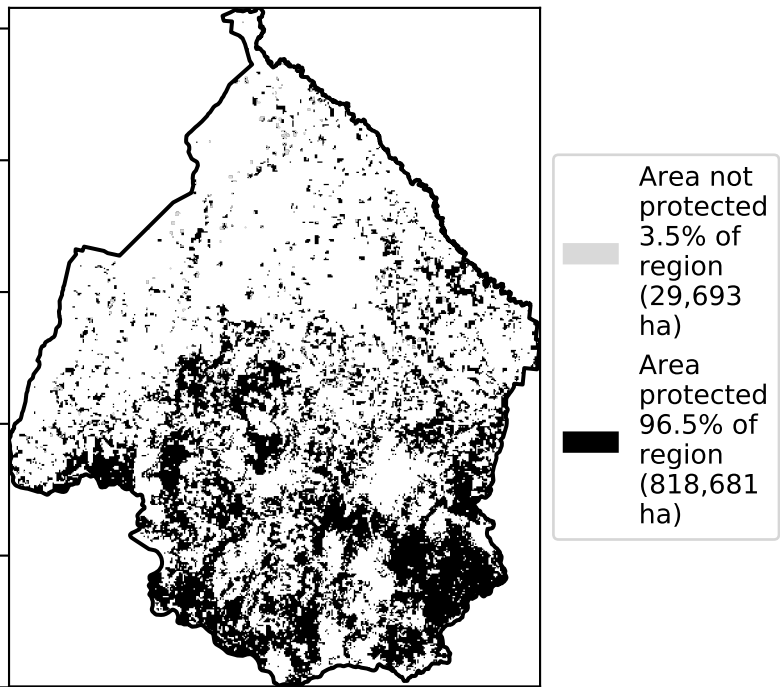 Area not
protected
3.5% of
region
(29,693
ha)
Area
protected
96.5% of
region
(818,681
ha)